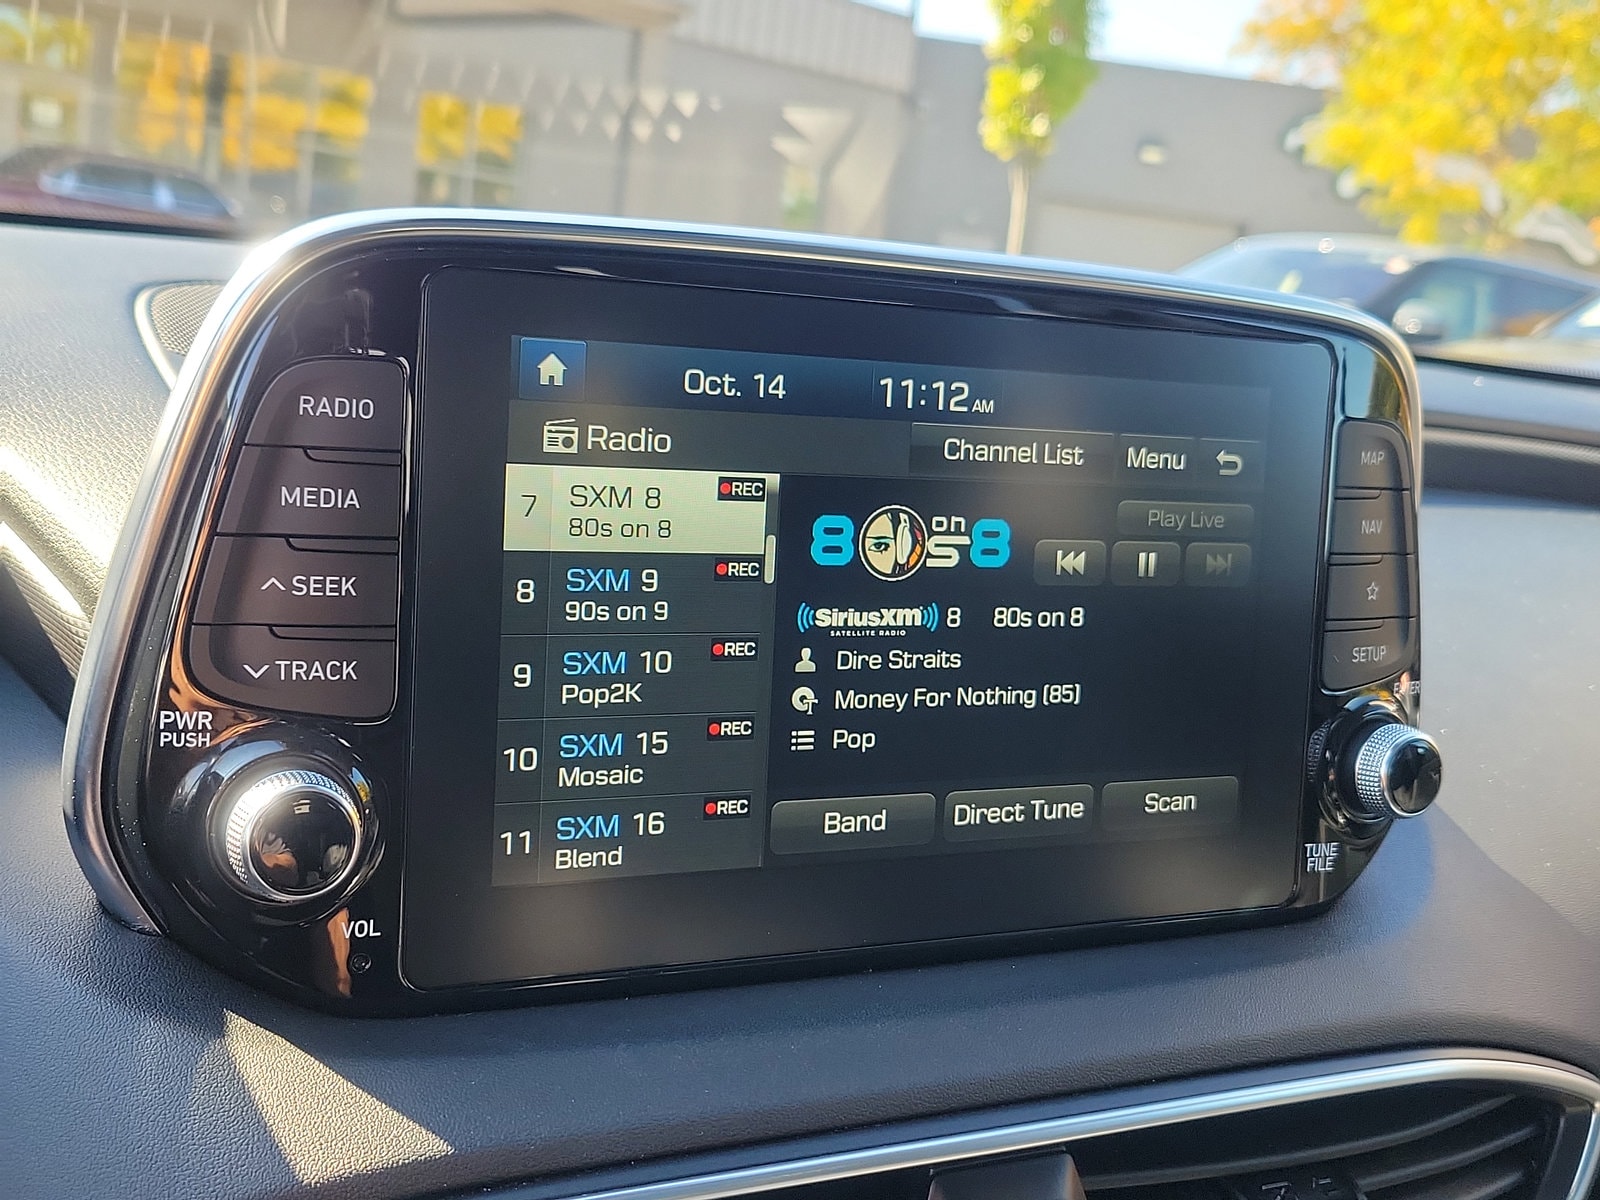 Oct. 14
11:12 AM
Radio
Channel List
Menu
7
SXM 8
80s on 8
REC
8
SXM 9
90s on 9
REC
9
SXM 10
Pop2K
REC
10
SXM 15
Mosaic
REC
11
SXM 16
Blend
REC
80s on 8
Play Live
SiriusXM 8 80s on 8
SATELLITE RADIO
Dire Straits
Money For Nothing (85)
Pop
Band
Direct Tune
Scan
RADIO
MEDIA
SEEK
TRACK
PWR
PUSH
VOL
MAP
NAV
SETUP
ENTER
TUNE
FILE